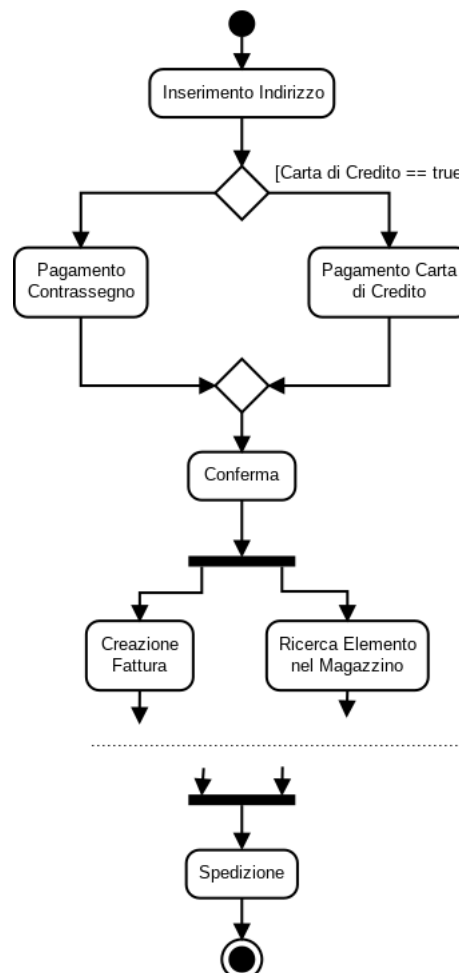 Inserimento Indirizzo
[Carta di Credito == true
Pagamento
Contrassegno
Pagamento Carta
di Credito
Conferma
Creazione
Fattura
Ricerca Elemento
nel Magazzino
Spedizione